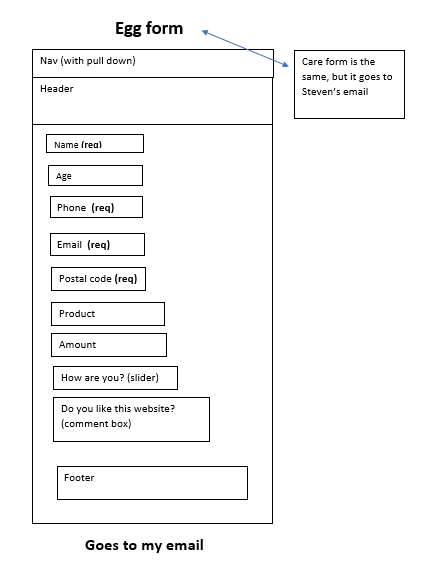 Egg form
Nav (with pull down)
Care form is the
same, but it goes to
Steven's email
Header
Name (req)
Age
Phone (req)
Email (req)
Postal code (req)
Product
Amount
How are you? (slider)
Do you like this website?
(comment box)
Footer
Goes to my email